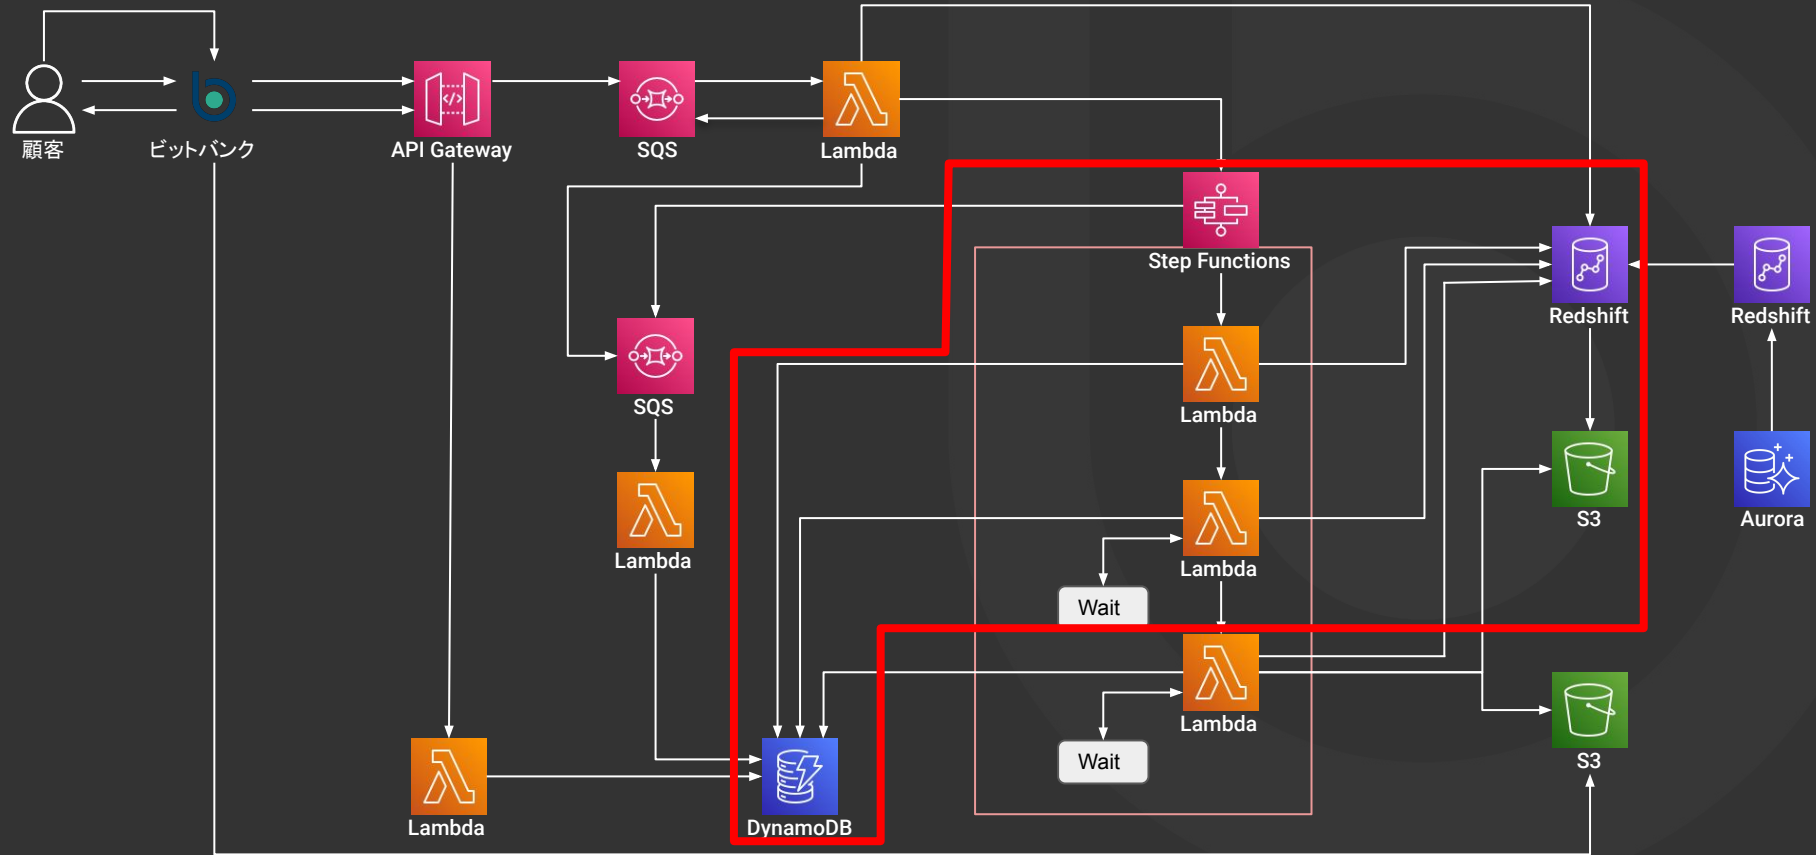 顧客
ビットバンク
API Gateway
SQS
Lambda
Step Functions
Redshift
Redshift
SQS
Lambda
Lambda
S3
Aurora
Lambda
Wait
Lambda
Wait
S3
Lambda
DynamoDB